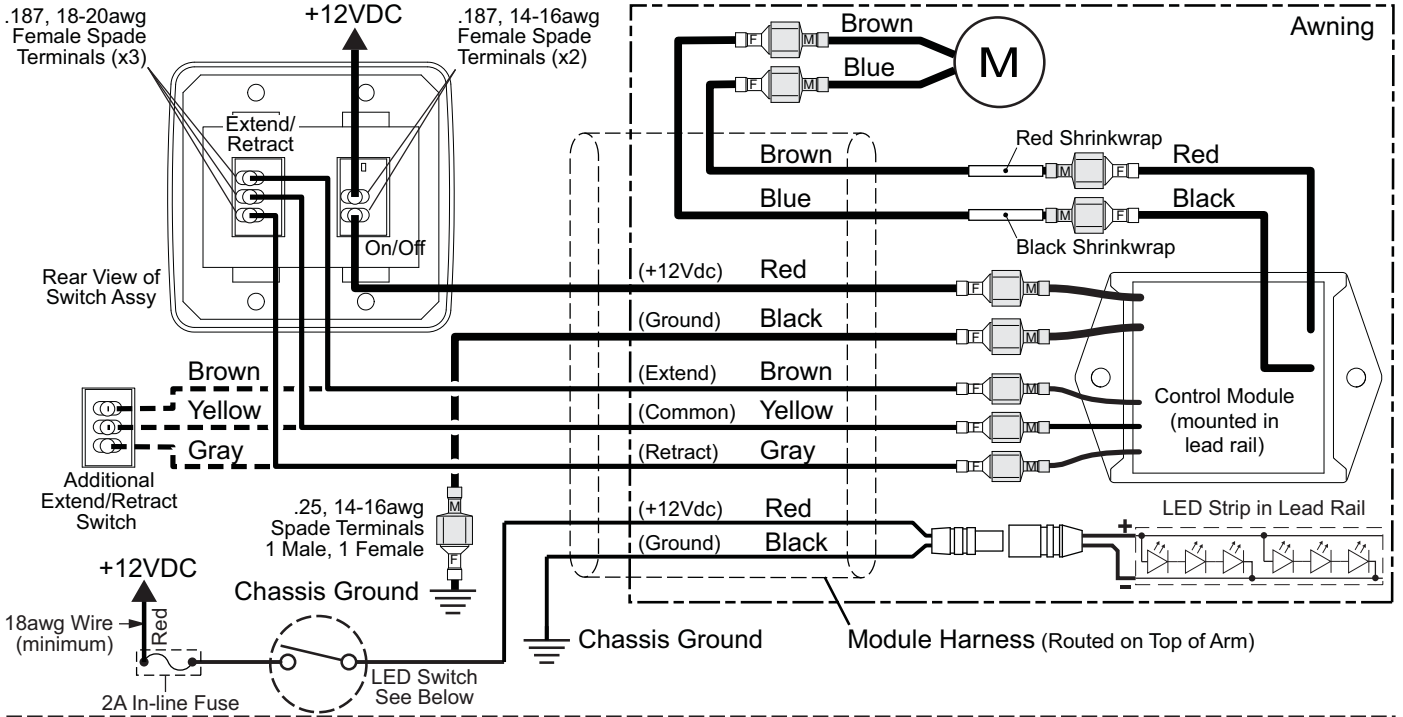 .187, 18-20awg
Female Spade
Terminals (x3)
+12VDC
.187, 14-16awg
Female Spade
Terminals (x2)
Extend/
Retract
On/Off
Rear View of
Switch Assy
Awning
F
M
Brown
F
M
Blue
M
Brown
Red Shrinkwrap
M
F
Red
Blue
Black Shrinkwrap
M
F
Black
(+12Vdc) Red
F
M
(Ground) Black
F
M
(Extend) Brown
F
M
(Common) Yellow
F
M
(Retract) Gray
F
M
Control Module
(mounted in
lead rail)
Brown
Yellow
Gray
Additional
Extend/Retract
Switch
.25, 14-16awg
Spade Terminals
1 Male, 1 Female
M
F
Chassis Ground
(+12Vdc) Red
(Ground) Black
LED Strip in Lead Rail
+
-
+12VDC
18awg Wire
(minimum)
Red
2A In-line Fuse
LED Switch
See Below
Chassis Ground
Module Harness (Routed on Top of Arm)